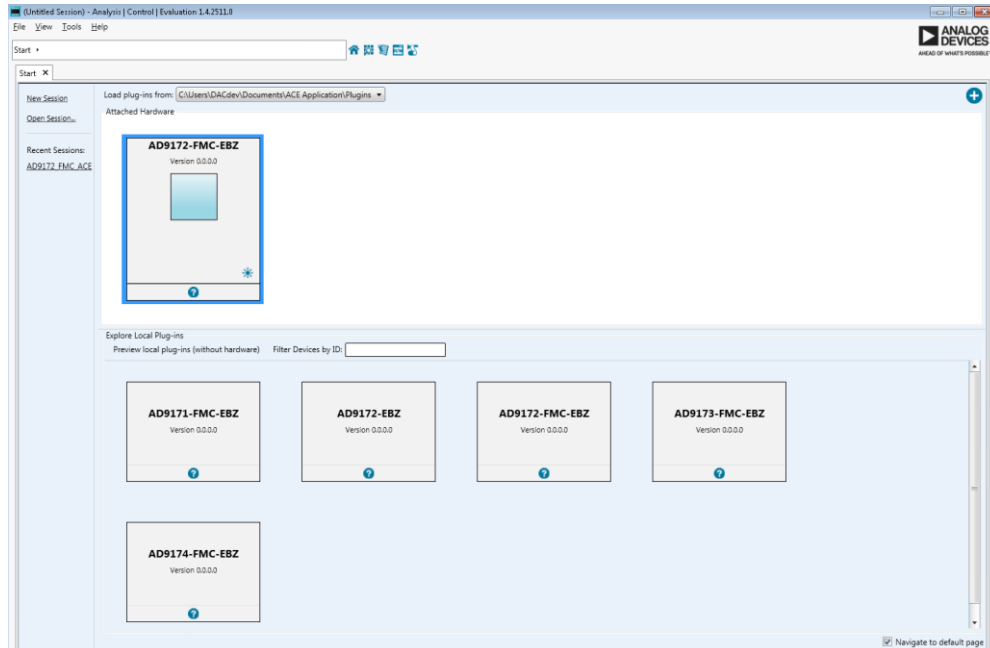 (Untitled Session) - Analysis | Control | Evaluation 1.4.2511.0
File View Tools Help
ANALOG
DEVICES
AHEAD OF WHAT'S POSSIBLE
Start
Start
New Session
Open Session...
Recent Sessions:
AD9172_FMC_ACE
Load plug-ins from: C:\Users\DACdev\Documents\ACE Application\Plugins
Attached Hardware
AD9172-FMC-EBZ
Version 0.0.0.0
Explore Local Plug-ins
Preview local plug-ins (without hardware) Filter Devices by ID:
AD9171-FMC-EBZ
Version 0.0.0.0
AD9172-EBZ
Version 0.0.0.0
AD9172-FMC-EBZ
Version 0.0.0.0
AD9173-FMC-EBZ
Version 0.0.0.0
AD9174-FMC-EBZ
Version 0.0.0.0
Navigate to default page